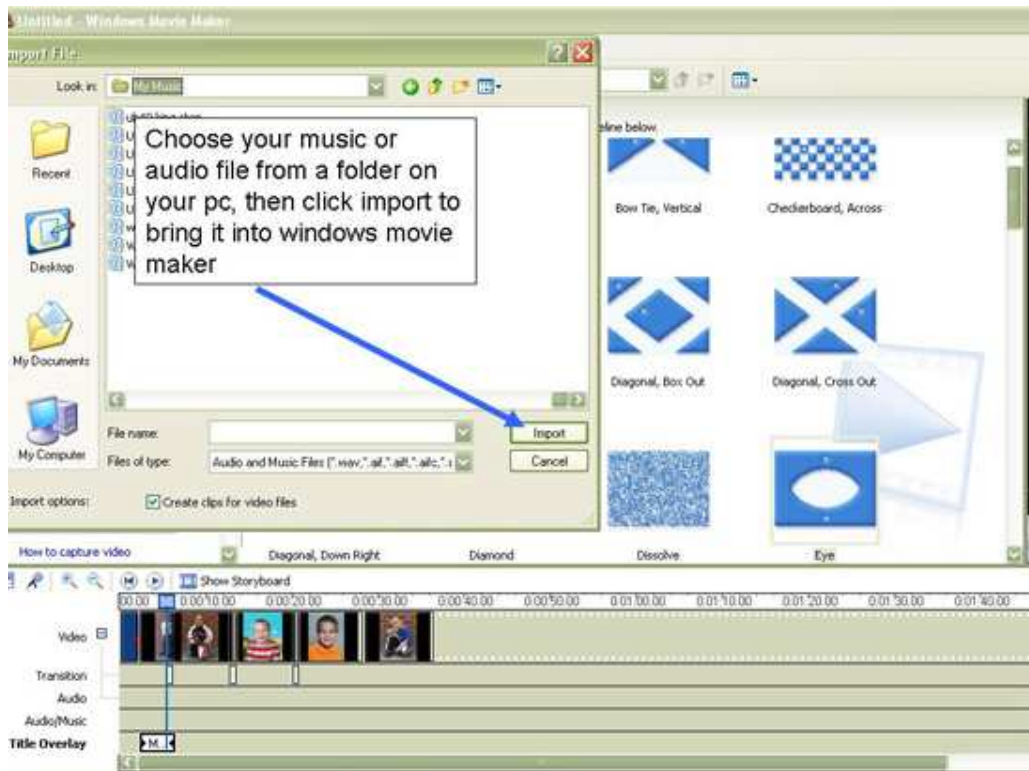 Untitled - Windows Movie Maker
Import File
Look in:
My Music
Choose your music or
audio file from a folder on
your pc, then click import to
bring it into windows movie
maker
Recent
Desktop
My Documents
My Computer
File name:
Import
Files of type:
Audio and Music Files (*.wav,*.aif,*.aiff,*.aifc,*.
Cancel
Import options:
Create clips for video files
eline below.
Bow Tie, Vertical
Checkerboard, Across
Diagonal, Box Out
Diagonal, Cross Out
How to capture video
Diagonal, Down Right
Diamond
Dissolve
Eye
Show Storyboard
00:00
0:00:10.00
0:00:20.00
0:00:30.00
0:00:40.00
0:00:50.00
0:01:00.00
0:01:10.00
0:01:20.00
0:01:30.00
0:01:40.00
Video
Transition
Audio
Audio/Music
Title Overlay
M...